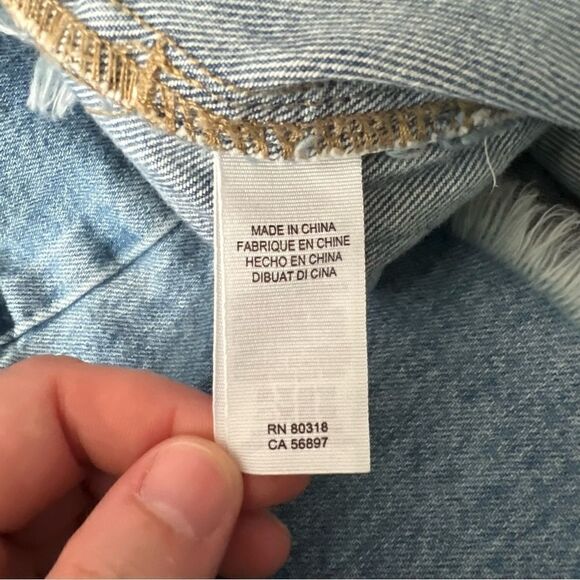 MADE IN CHINA
FABRIQUE EN CHINE
HECHO EN CHINA
DIBUAT DI CINA
RN 80318
CA 56897